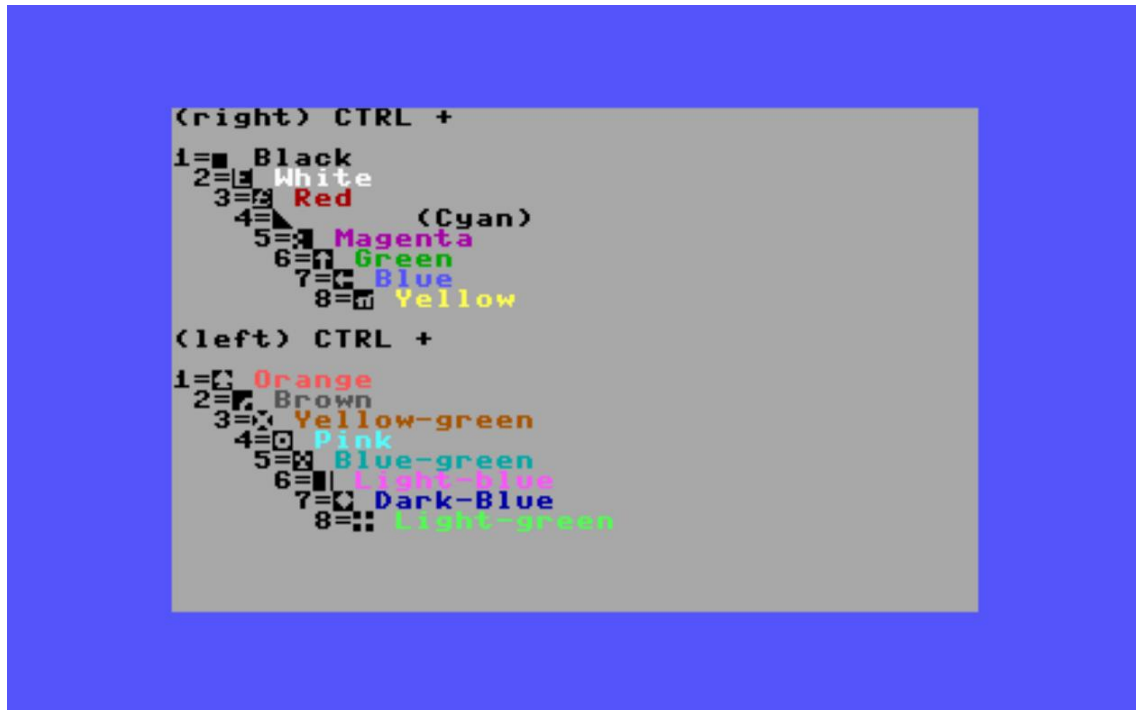 (right) CTRL +
1=■ Black
2=E White
3=£ Red
4=◣ (Cyan)
5= Magenta
6=↑ Green
7=← Blue
8=π Yellow
(left) CTRL +
1= Orange
2= Brown
3= Yellow-green
4= Pink
5= Blue-green
6= Light-blue
7= Dark-Blue
8= Light-green